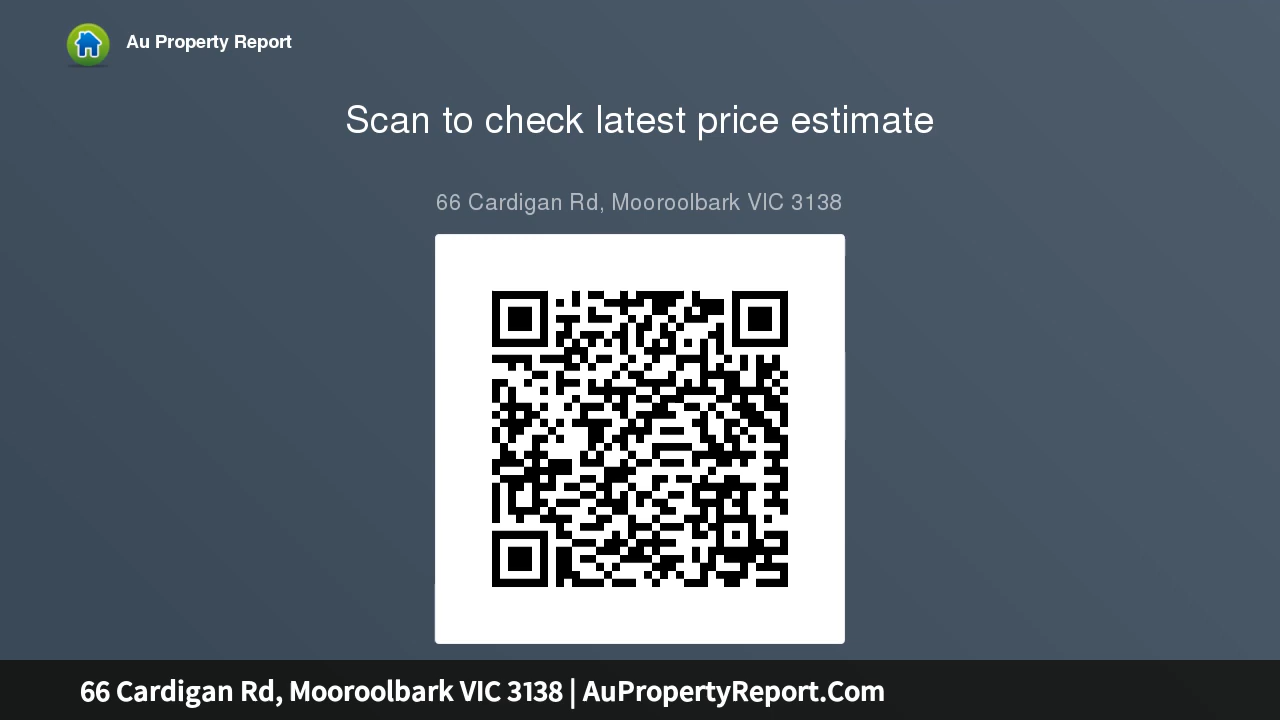 Au Property Report
Scan to check latest price estimate
66 Cardigan Rd, Mooroolbark VIC 3138
66 Cardigan Rd, Mooroolbark VIC 3138 | AuPropertyReport.Com